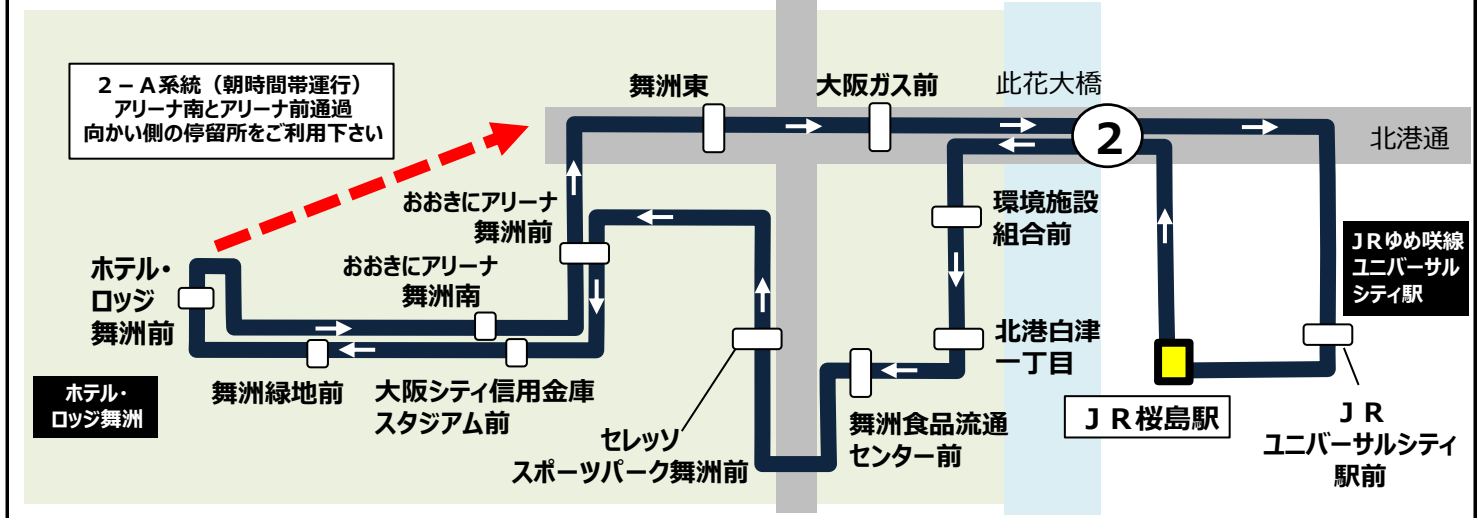 2－A系統（朝時間帯運行）
アリーナ南とアリーナ前通過
向かい側の停留所をご利用下さい
舞洲東
大阪ガス前
此花大橋
2
北港通
おおきにアリーナ
舞洲前
環境施設
組合前
JRゆめ咲線
ユニバーサル
シティ駅
ホテル・
ロッジ
舞洲前
おおきにアリーナ
舞洲南
北港白津
一丁目
ホテル・
ロッジ舞洲
舞洲緑地前
大阪シティ信用金庫
スタジアム前
セレッソ
スポーツパーク舞洲前
舞洲食品流通
センター前
ＪＲ桜島駅
ＪＲ
ユニバーサルシティ
駅前